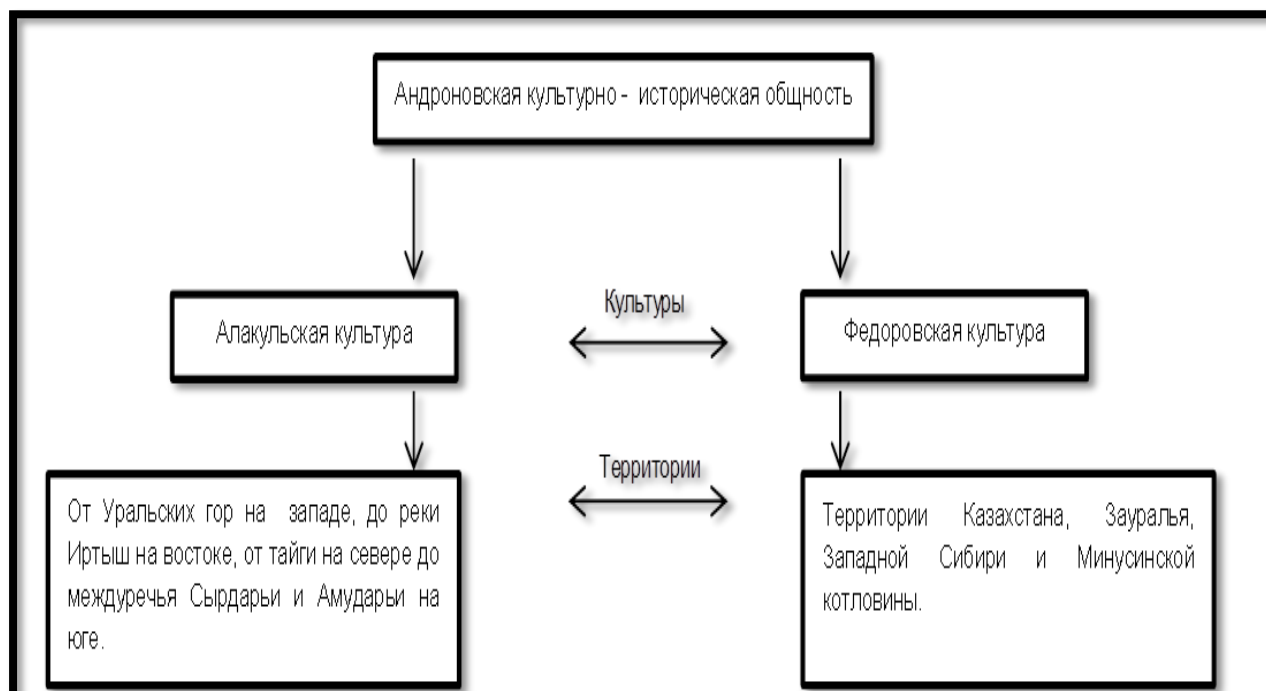 Андроновская культурно - историческая общность
Алакульская культура
Культуры
Федоровская культура
Территории
От Уральских гор на западе, до реки
Иртыш на востоке, от тайги на севере до
междуречья Сырдарьи и Амударьи на
юге.
Территории Казахстана, Зауралья,
Западной Сибири и Минусинской
котловины.